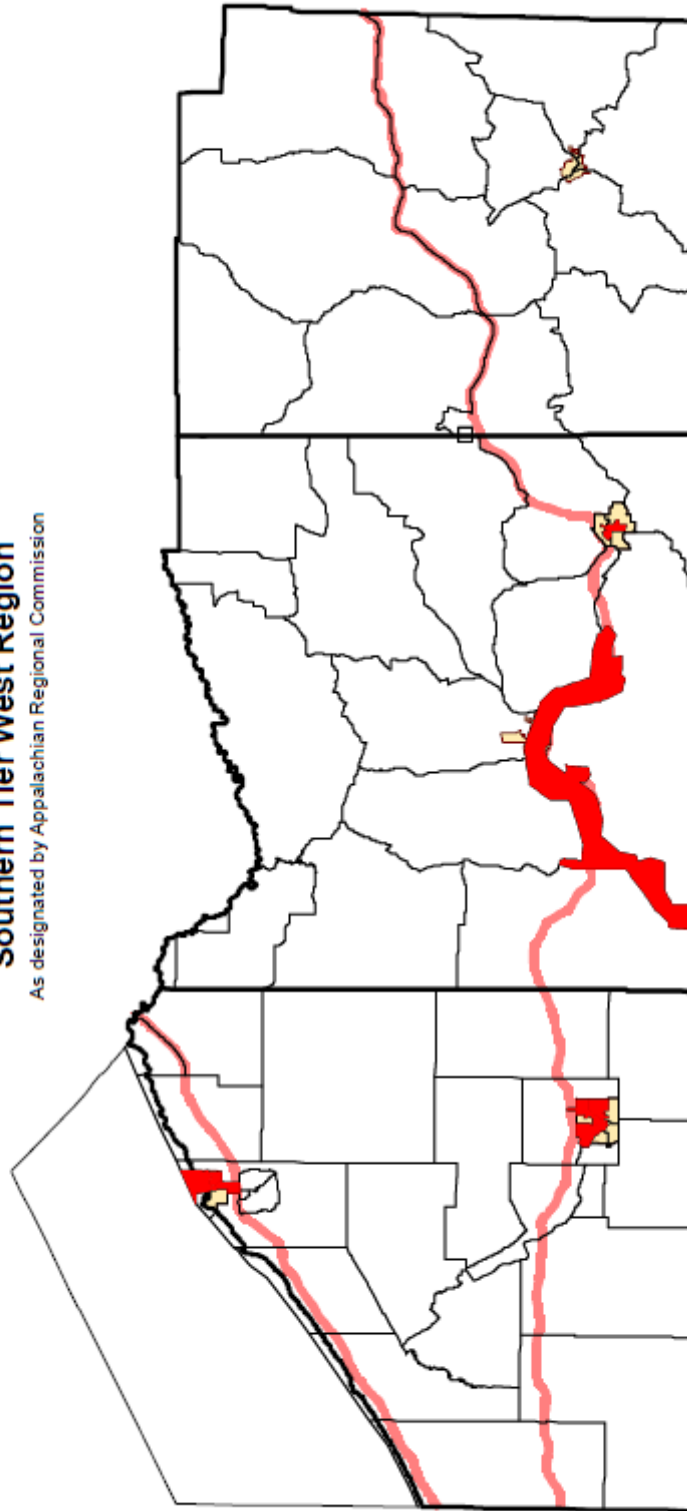 Southern Tier West Region
As designated by Appalachian Regional Commission